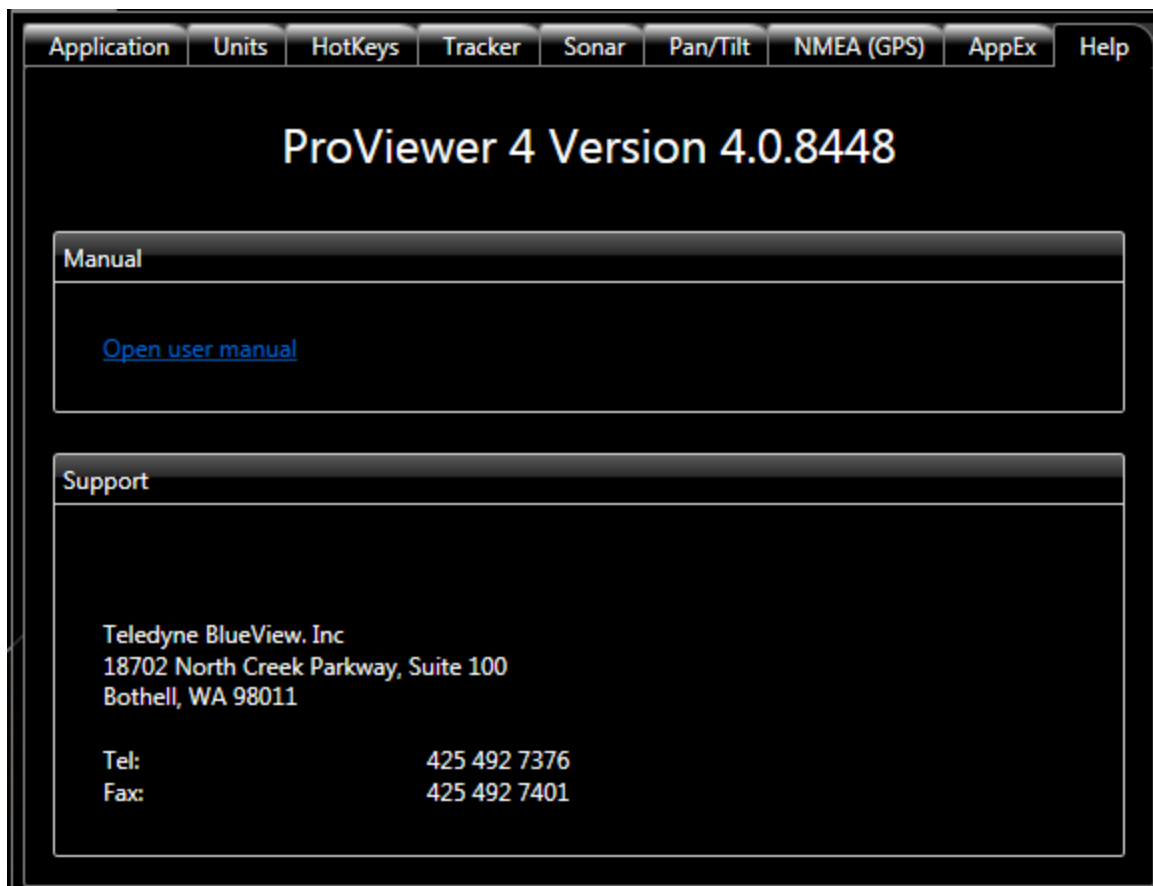 Application Units HotKeys Tracker Sonar Pan/Tilt NMEA (GPS) AppEx Help
ProViewer 4 Version 4.0.8448
Manual
Open user manual
Support
Teledyne BlueView. Inc
18702 North Creek Parkway, Suite 100
Bothell, WA 98011
Tel: 425 492 7376
Fax: 425 492 7401